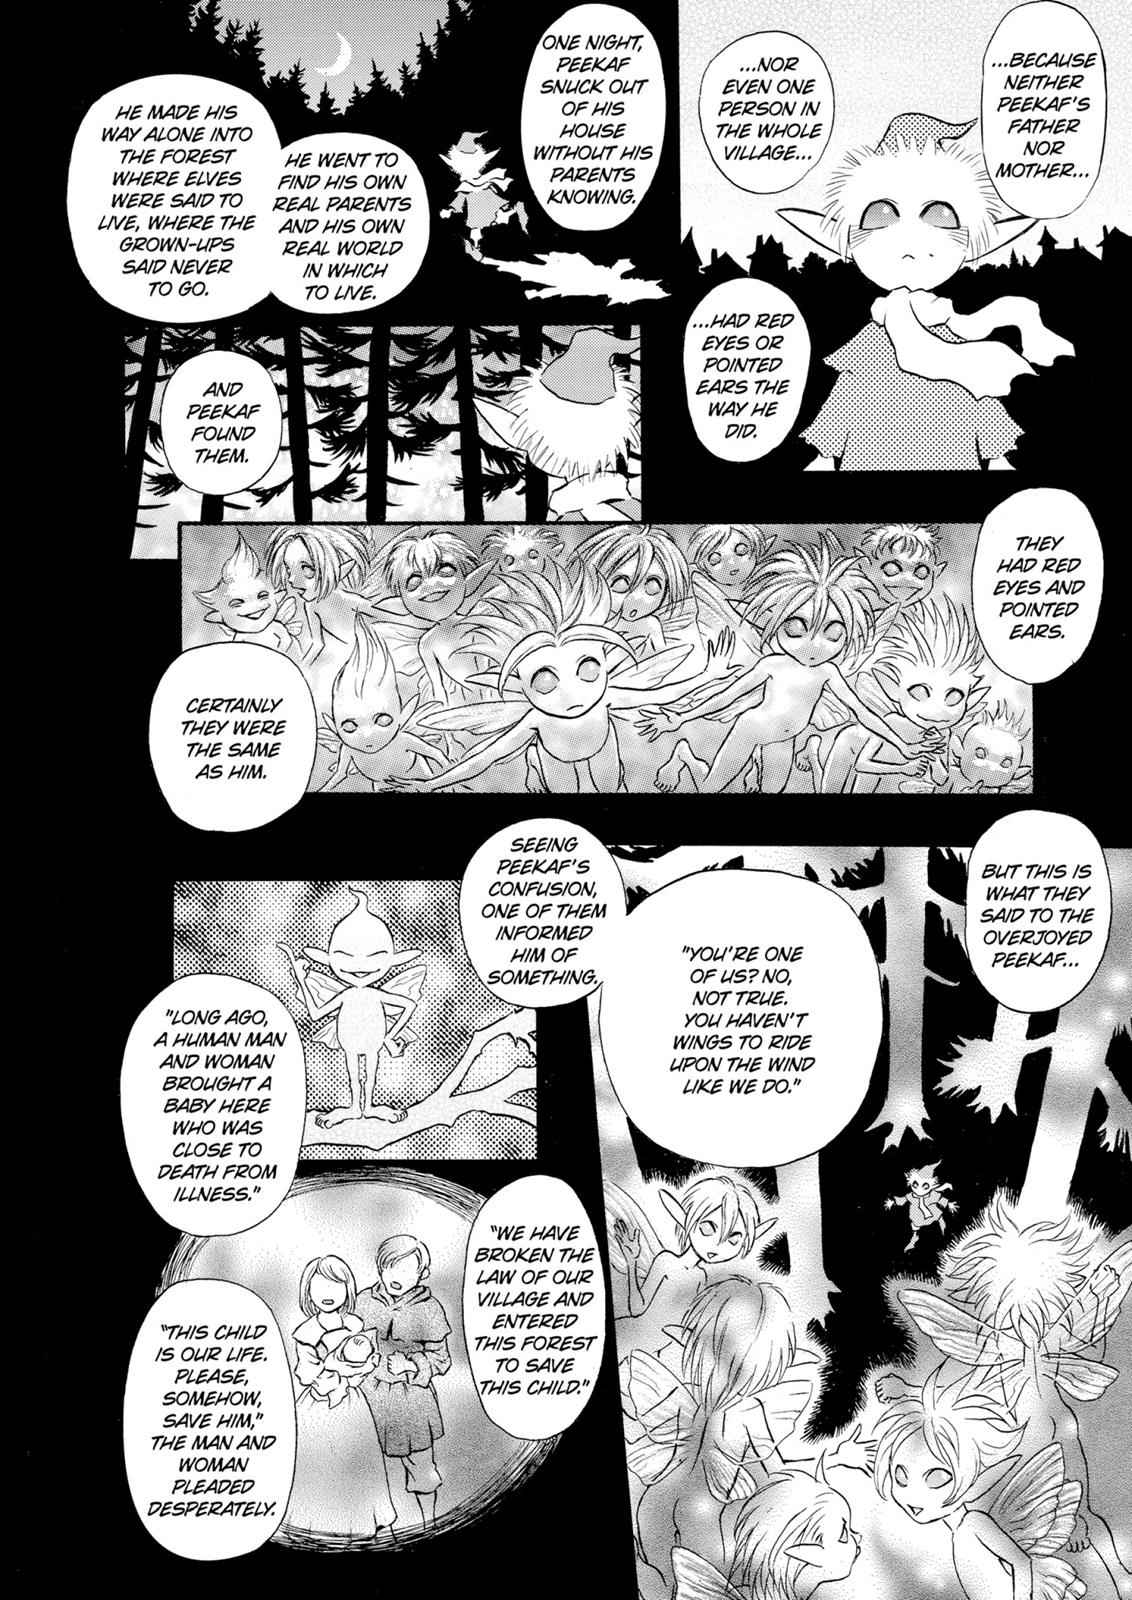 ...BECAUSE
NEITHER
PEEKAF'S
FATHER
NOR
MOTHER...
...NOR
EVEN ONE
PERSON IN
THE WHOLE
VILLAGE...
...HAD RED
EYES OR
POINTED
EARS THE
WAY HE
DID.
ONE NIGHT,
PEEKAF
SNUCK OUT
OF HIS
HOUSE
WITHOUT HIS
PARENTS
KNOWING.
HE WENT TO
FIND HIS OWN
REAL PARENTS
AND HIS OWN
REAL WORLD
IN WHICH
TO LIVE.
HE MADE HIS
WAY ALONE INTO
THE FOREST
WHERE ELVES
WERE SAID TO
LIVE, WHERE THE
GROWN-UPS
SAID NEVER
TO GO.
AND
PEEKAF
FOUND
THEM.
THEY
HAD RED
EYES AND
POINTED
EARS.
CERTAINLY
THEY WERE
THE SAME
AS HIM.
BUT THIS IS
WHAT THEY
SAID TO THE
OVERJOYED
PEEKAF...
"YOU'RE ONE
OF US? NO,
NOT TRUE.
YOU HAVEN'T
WINGS TO RIDE
UPON THE WIND
LIKE WE DO."
SEEING
PEEKAF'S
CONFUSION,
ONE OF THEM
INFORMED
HIM OF
SOMETHING.
"LONG AGO,
A HUMAN MAN
AND WOMAN
BROUGHT A
BABY HERE
WHO WAS
CLOSE TO
DEATH FROM
ILLNESS."
"WE HAVE
BROKEN THE
LAW OF OUR
VILLAGE AND
ENTERED
THIS FOREST
TO SAVE
THIS CHILD."
"THIS CHILD
IS OUR LIFE.
PLEASE,
SOMEHOW,
SAVE HIM,"
THE MAN AND
WOMAN
PLEADED
DESPERATELY.